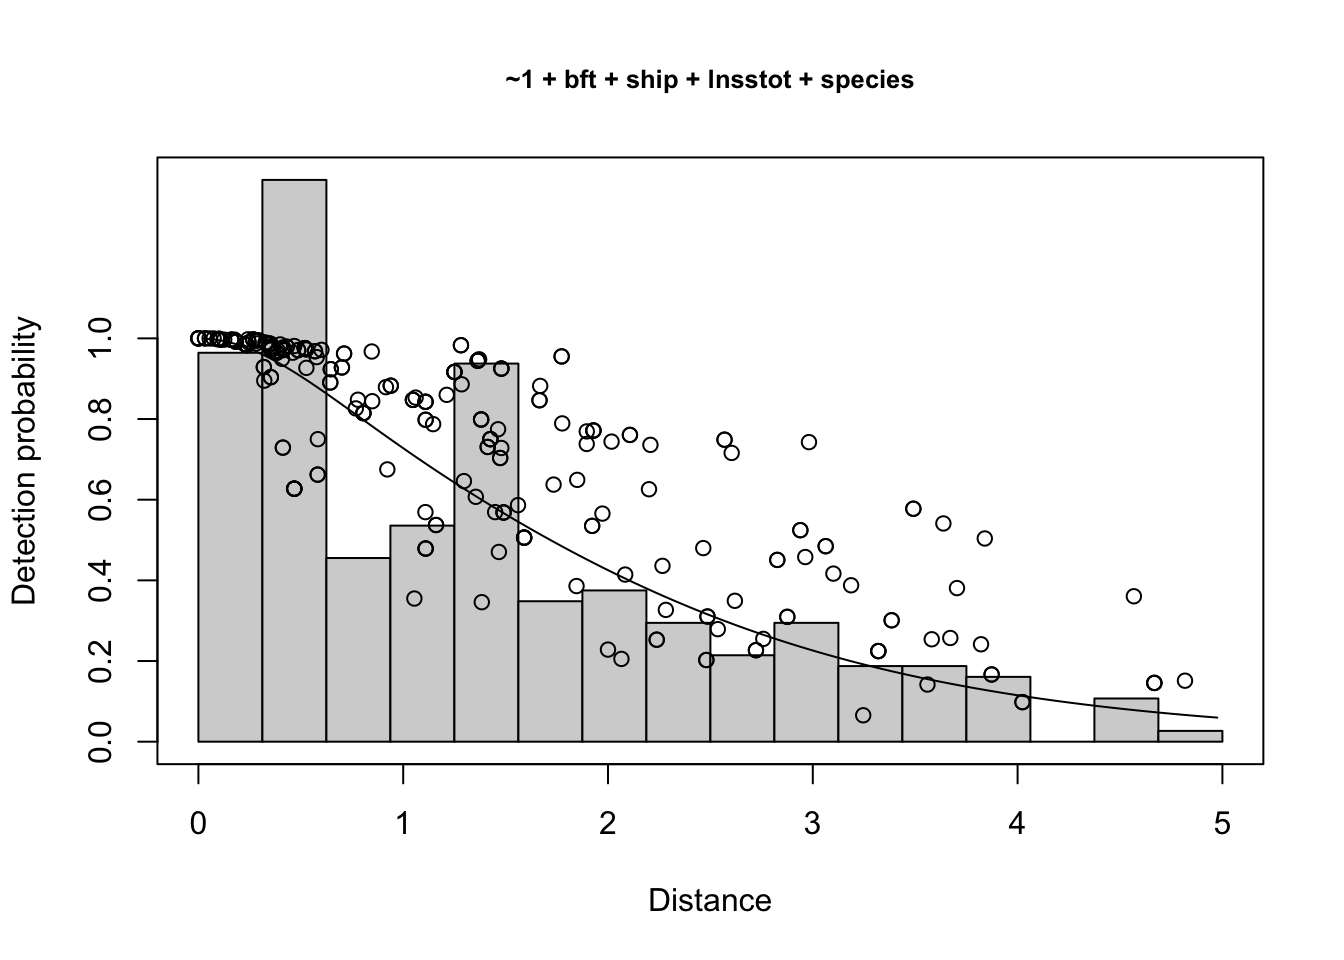 ~1 + bft + ship + lnsstot + species
Detection probability
1.0
0.8
0.6
0.4
0.2
0.0
0 1 2 3 4 5
Distance